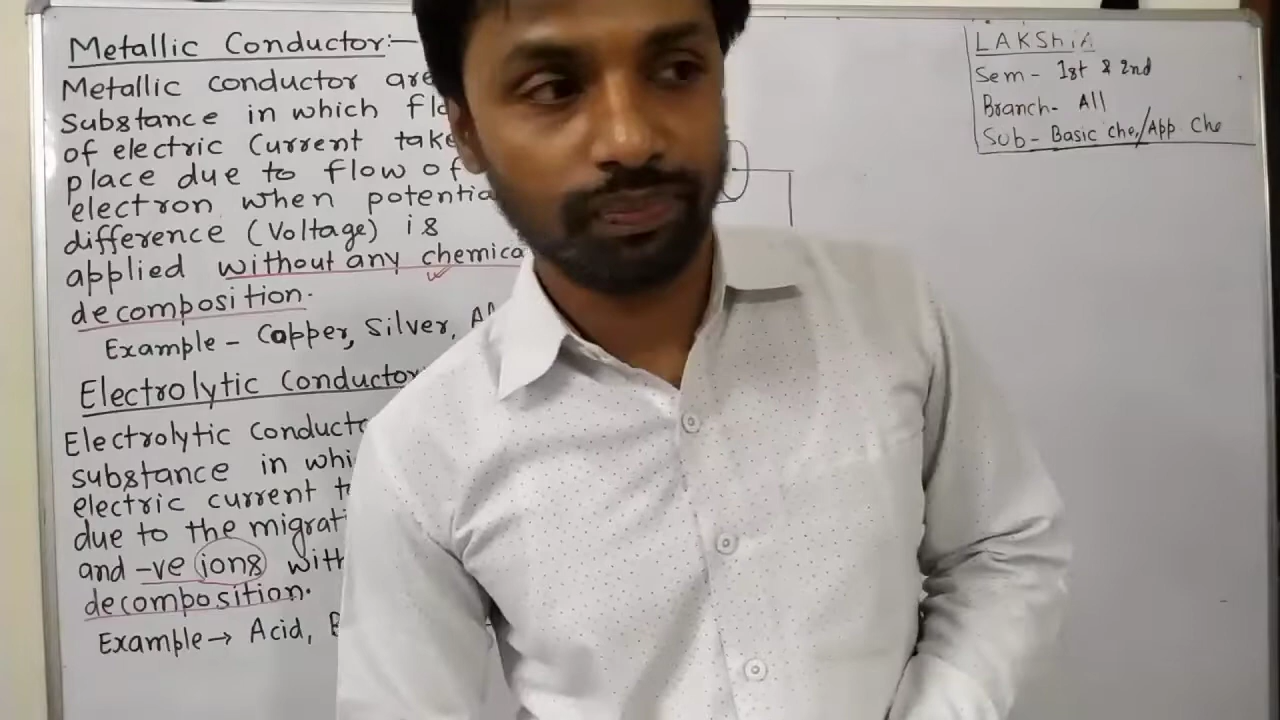 Metallic Conductor:-
Metallic conductor are
Substance in which
of electric Current take
place due to flow of
electron when potentia
difference (Voltage) is
applied without any chemica
decomposition.
Example - Copper, Silver, Al
Electrolytic Conductor
Electrolytic conducto
substance in whi
electric current t
due to the migrati
and -ve ions with
decomposition.
Example → Acid, B
LAKSHYA
Sem - 1st & 2nd
Branch - All
Sub - Basic Che/App. Che